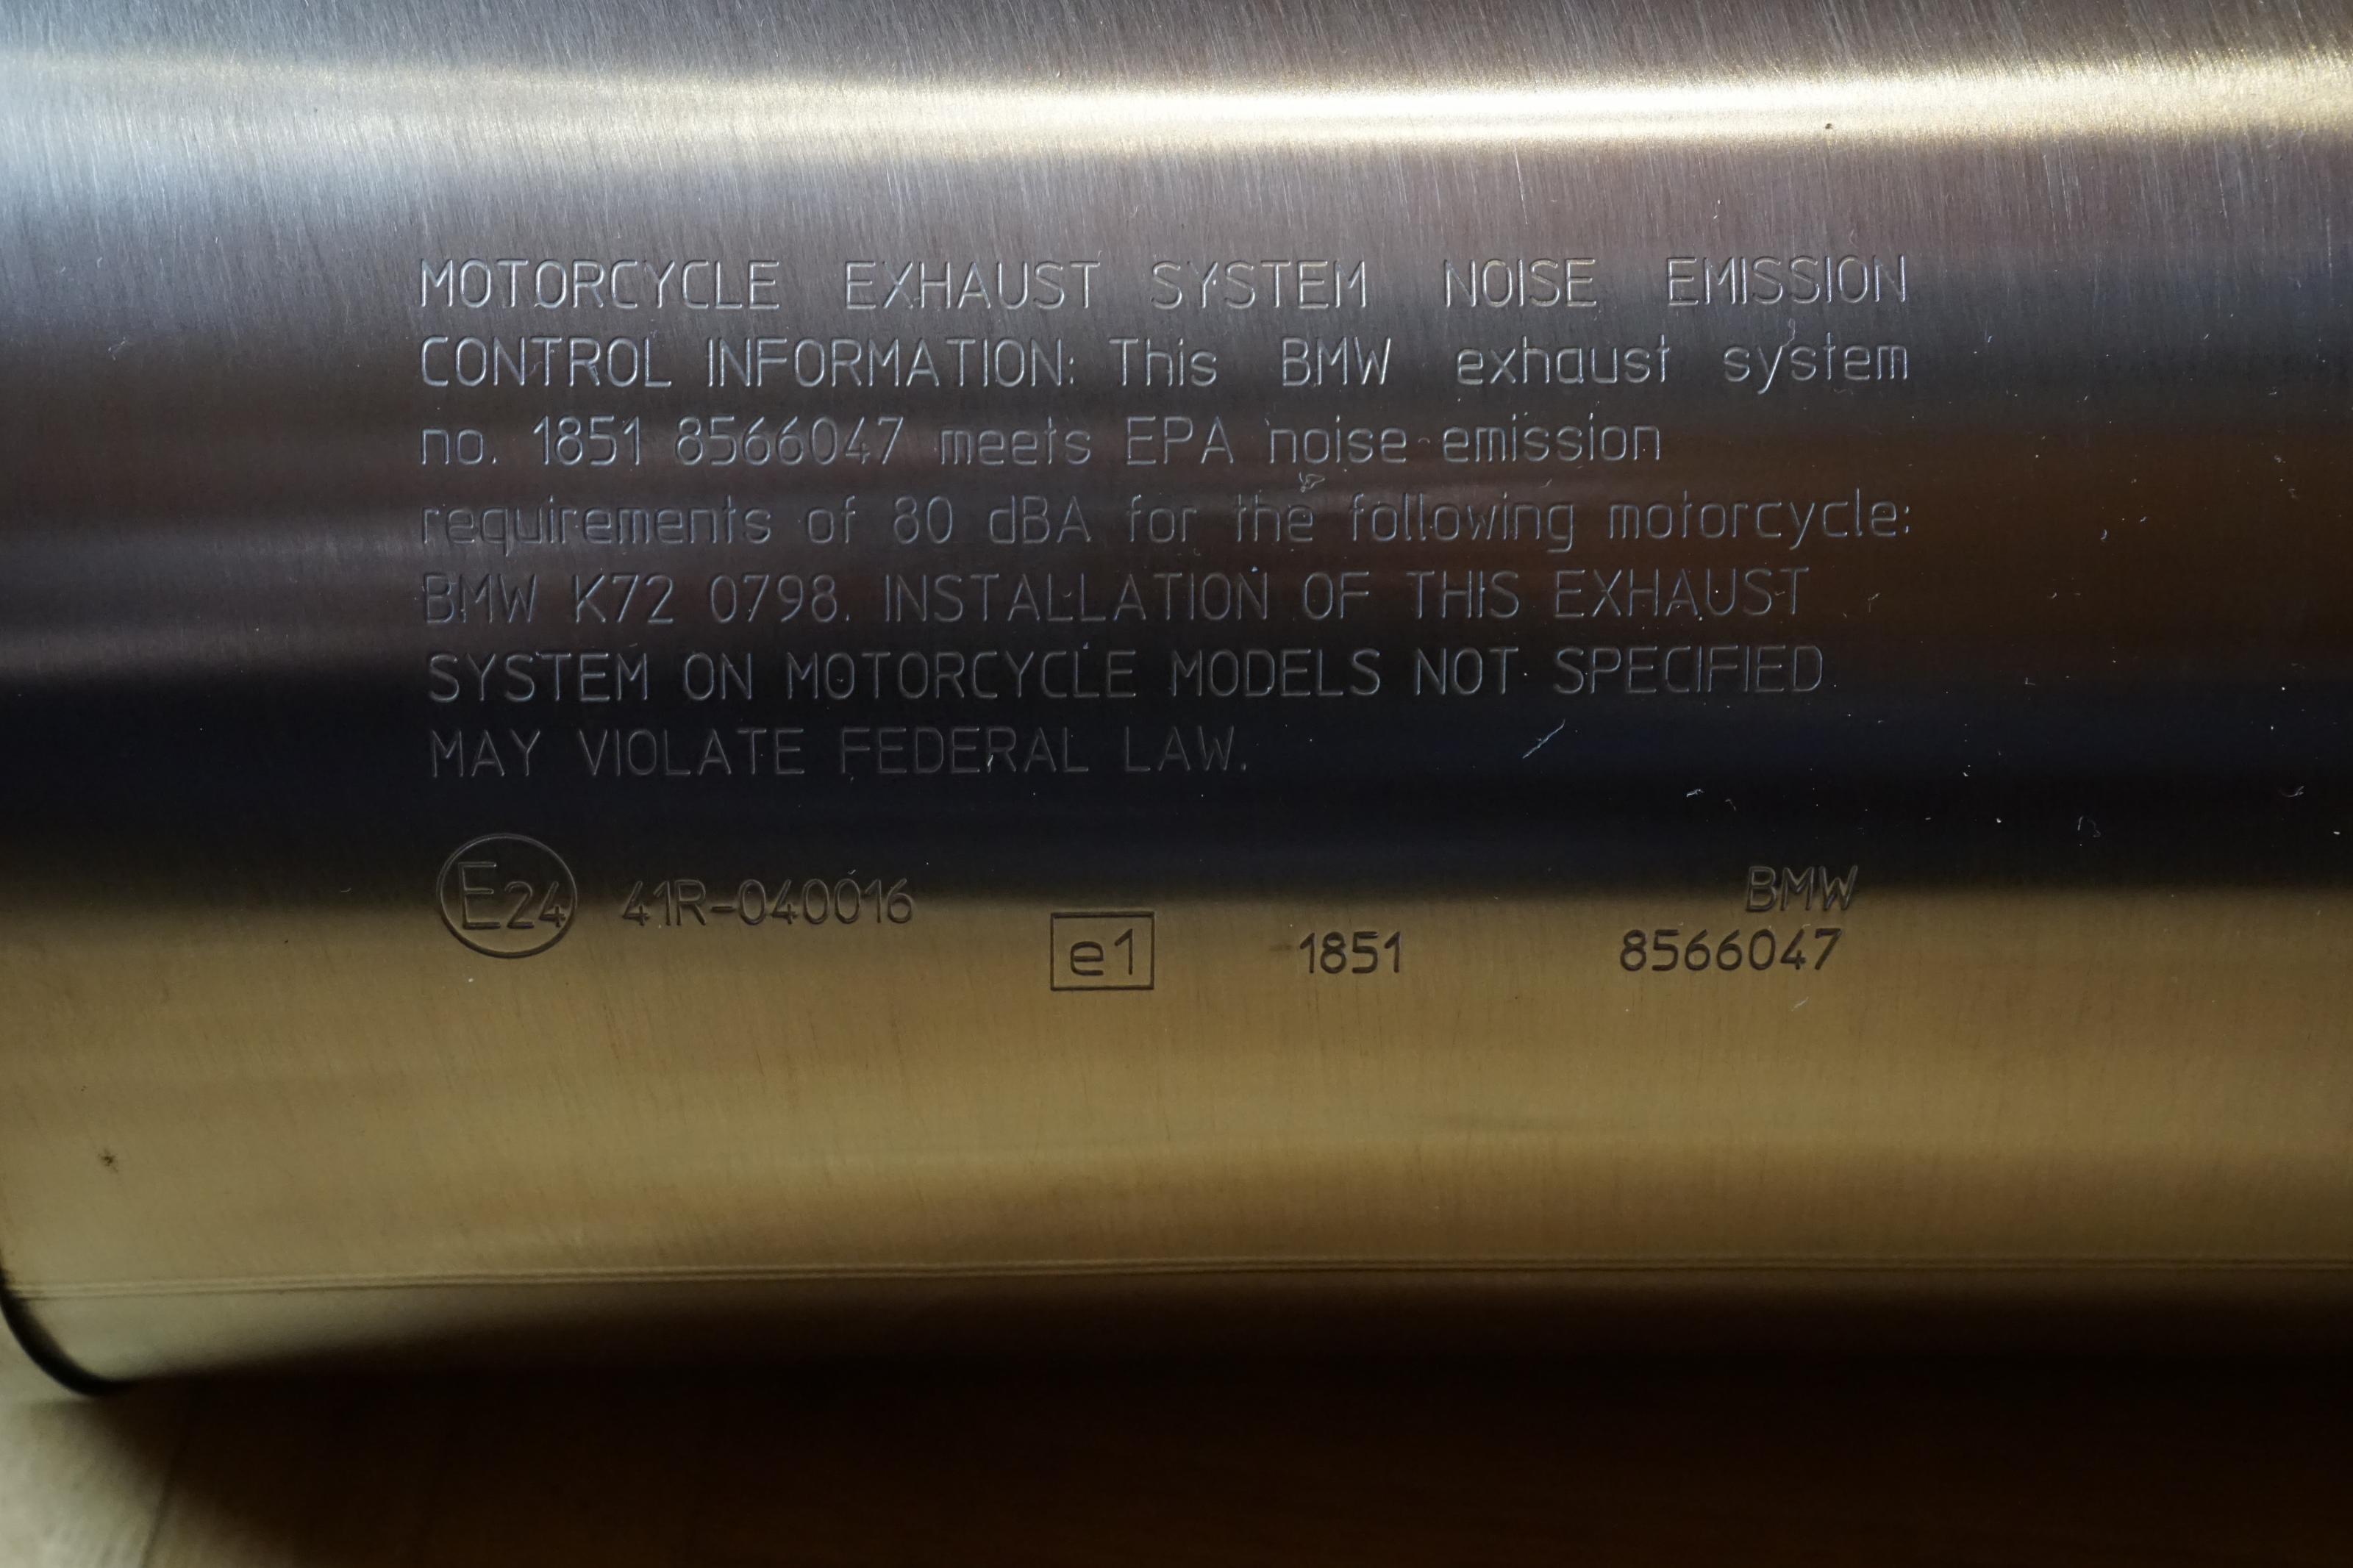 MOTORCYCLE EXHAUST SYSTEM NOISE EMISSION
CONTROL INFORMATION: This BMW exhaust system
no. 1851 8566047 meets EPA noise emission
requirements of 80 dBA for the following motorcycle:
BMW K72 0798. INSTALLATION OF THIS EXHAUST
SYSTEM ON MOTORCYCLE MODELS NOT SPECIFIED
MAY VIOLATE FEDERAL LAW.
E24 41R-040016
BMW
e1 1851 8566047